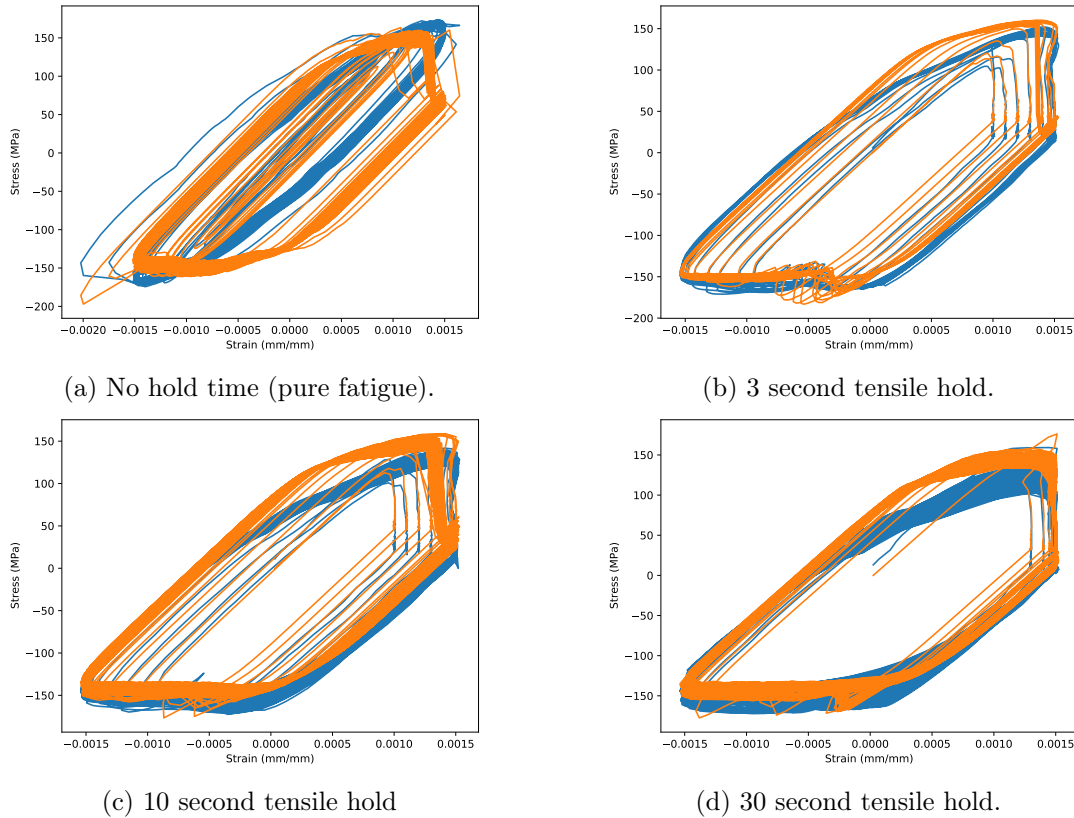 150
100
50
0
−50
−100
−150
−200
Stress (MPa)
−0.0020 −0.0015 −0.0010 −0.0005 0.0000 0.0005 0.0010 0.0015
Strain (mm/mm)
(a) No hold time (pure fatigue).
150
100
50
0
−50
−100
−150
−200
Stress (MPa)
−0.0015 −0.0010 −0.0005 0.0000 0.0005 0.0010 0.0015
Strain (mm/mm)
(b) 3 second tensile hold.
150
100
50
0
−50
−100
−150
Stress (MPa)
−0.0015 −0.0010 −0.0005 0.0000 0.0005 0.0010 0.0015
Strain (mm/mm)
(c) 10 second tensile hold
150
100
50
0
−50
−100
−150
Stress (MPa)
−0.0015 −0.0010 −0.0005 0.0000 0.0005 0.0010 0.0015
Strain (mm/mm)
(d) 30 second tensile hold.